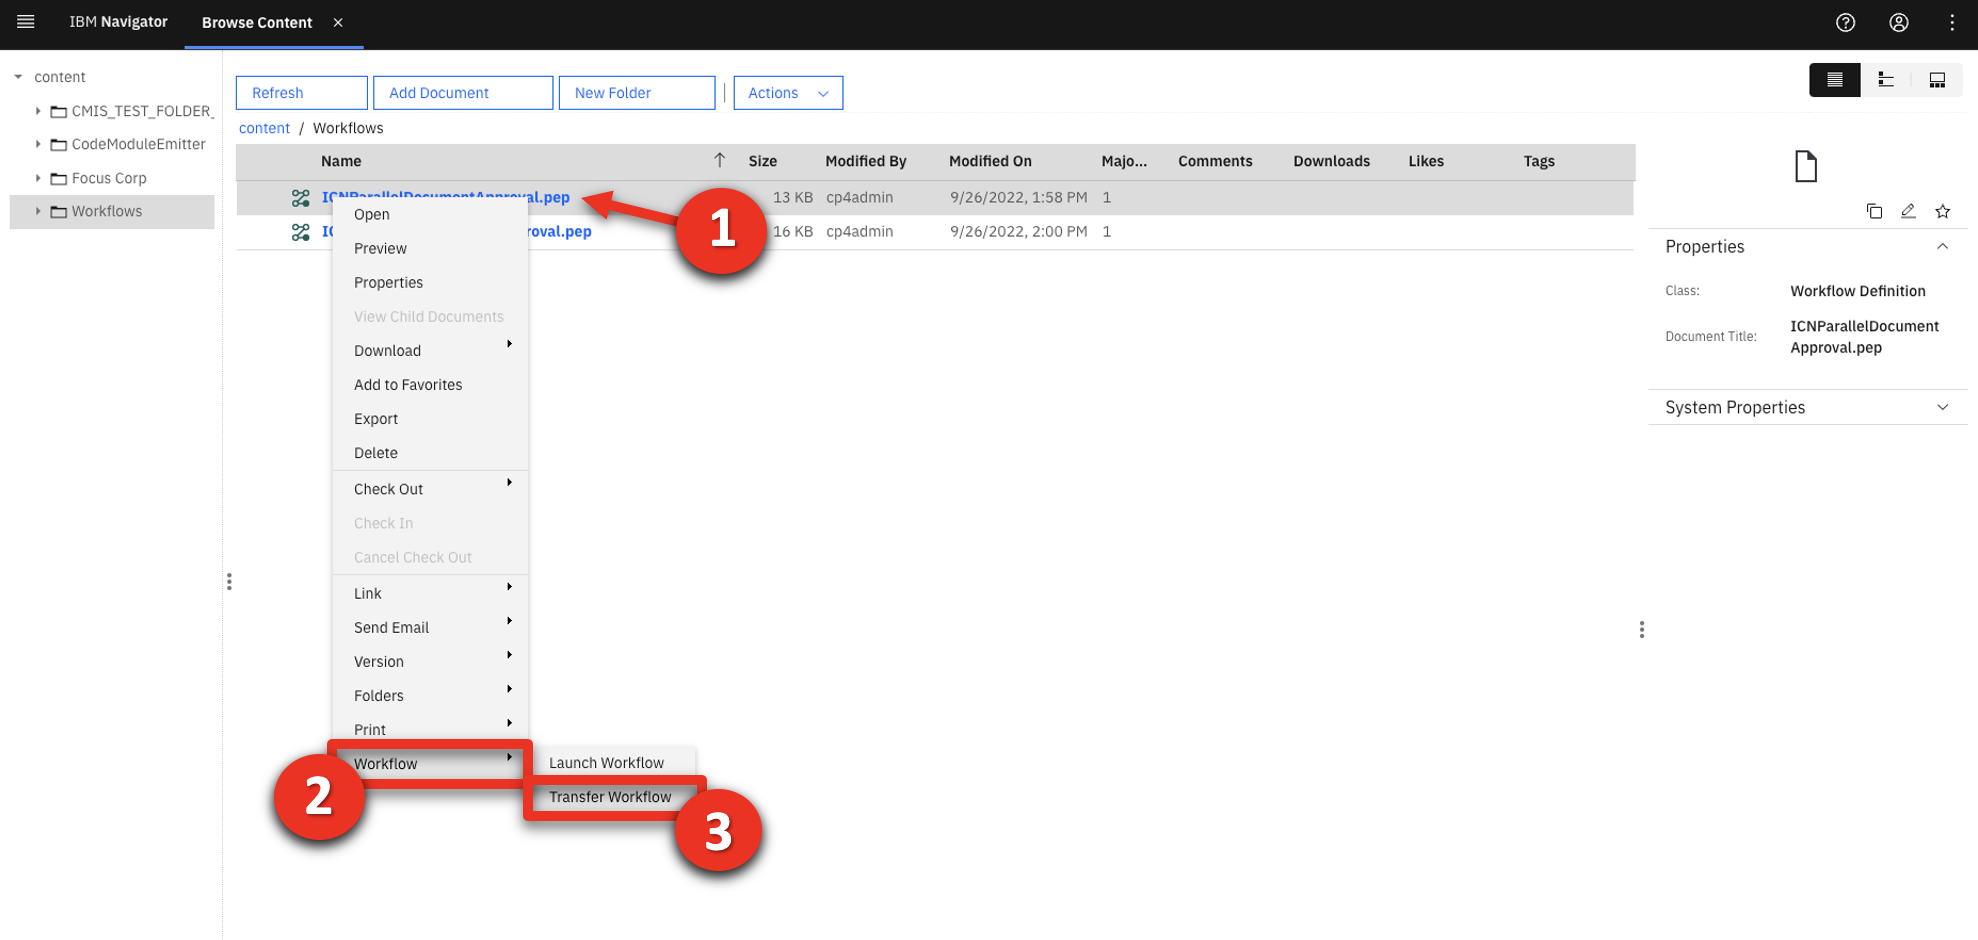 IBM Navigator
Browse Content
content
CMIS_TEST_FOLDER_
CodeModuleEmitter
Focus Corp
Workflows
Refresh
Add Document
New Folder
Actions
content / Workflows
Name Size Modified By Modified On Majo... Comments Downloads Likes Tags
ICNParallelDocumentApproval.pep 13 KB cp4admin 9/26/2022, 1:58 PM 1
roval.pep 16 KB cp4admin 9/26/2022, 2:00 PM 1
1
Open
Preview
Properties
View Child Documents
Download
Add to Favorites
Export
Delete
Check Out
Check In
Cancel Check Out
Link
Send Email
Version
Folders
Print
Workflow
2
Launch Workflow
Transfer Workflow
3
Properties
Class: Workflow Definition
Document Title: ICNParallelDocument
Approval.pep
System Properties